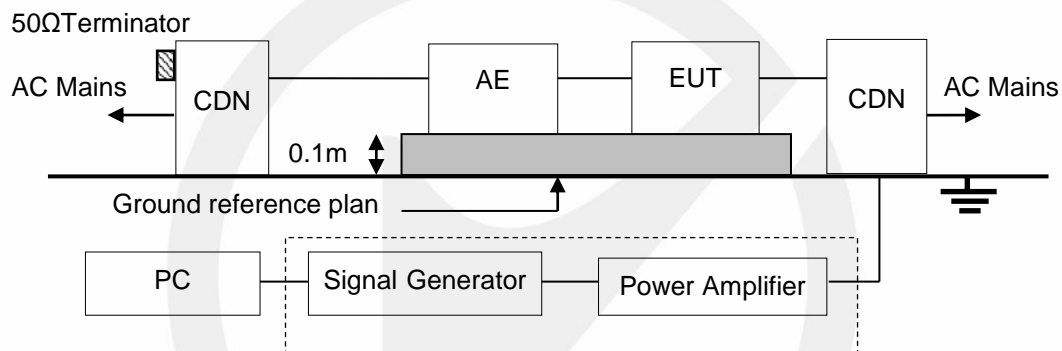 50ΩTerminator
AC Mains
CDN
AE
EUT
CDN
AC Mains
0.1m
Ground reference plan
PC
Signal Generator
Power Amplifier